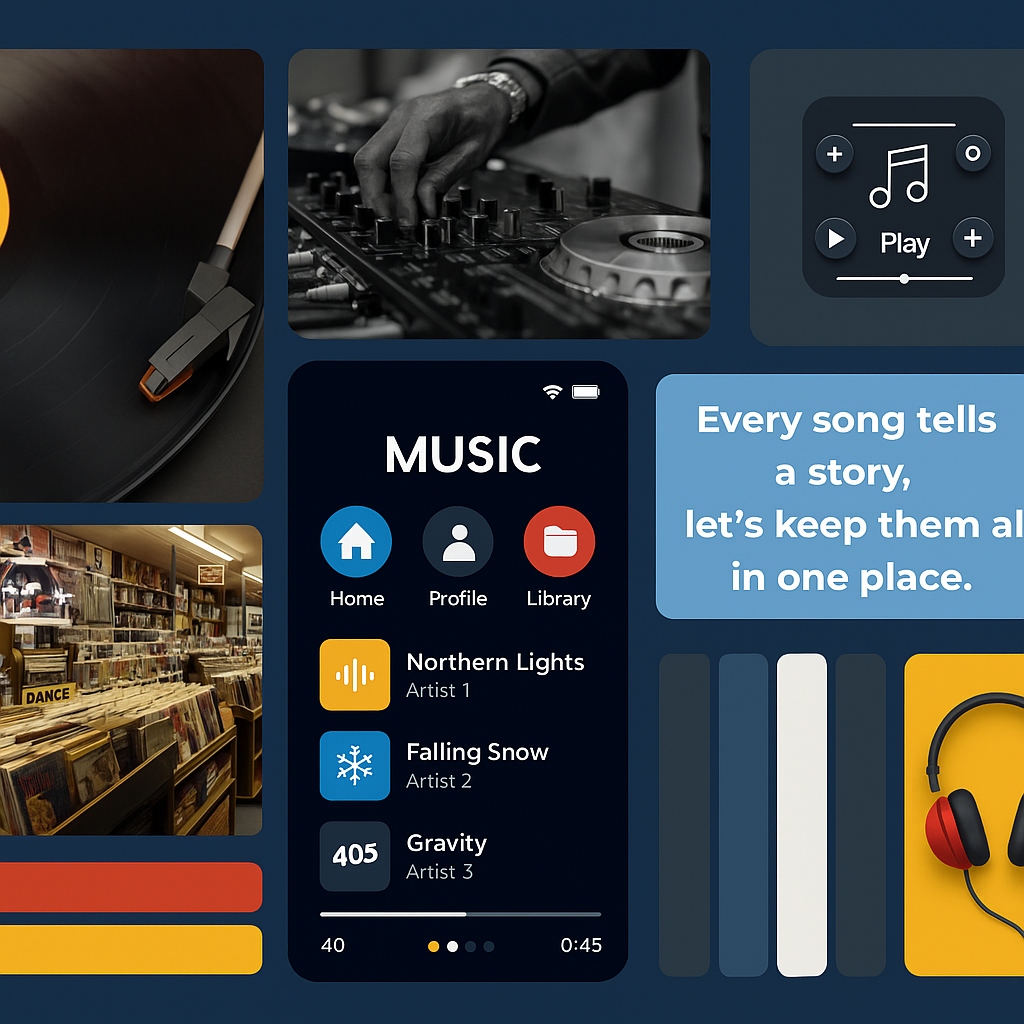 Play
MUSIC
Home
Profile
Library
Northern Lights
Artist 1
Falling Snow
Artist 2
405
Gravity
Artist 3
40
0:45
Every song tells
a story,
let's keep them al
in one place.
DANCE